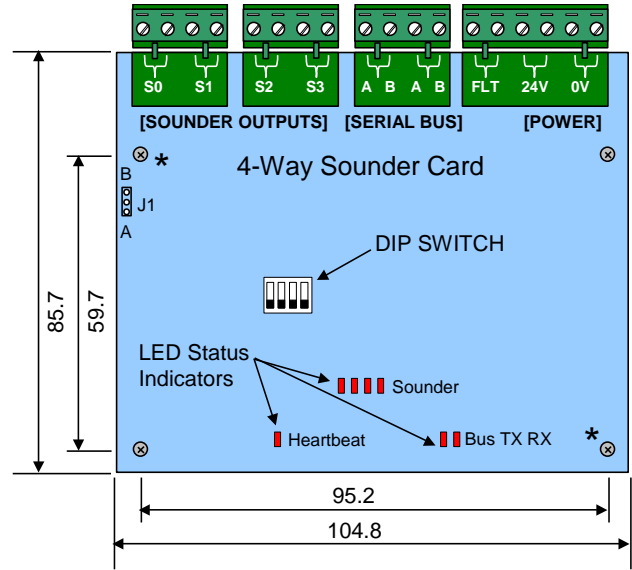 S0 S1 S2 S3 A B A B FLT 24V 0V
[SOUNDER OUTPUTS] [SERIAL BUS] [POWER]
* 4-Way Sounder Card
B
J1
A
DIP SWITCH
85.7
59.7
LED Status
Indicators
Sounder
Heartbeat
Bus TX RX *
95.2
104.8